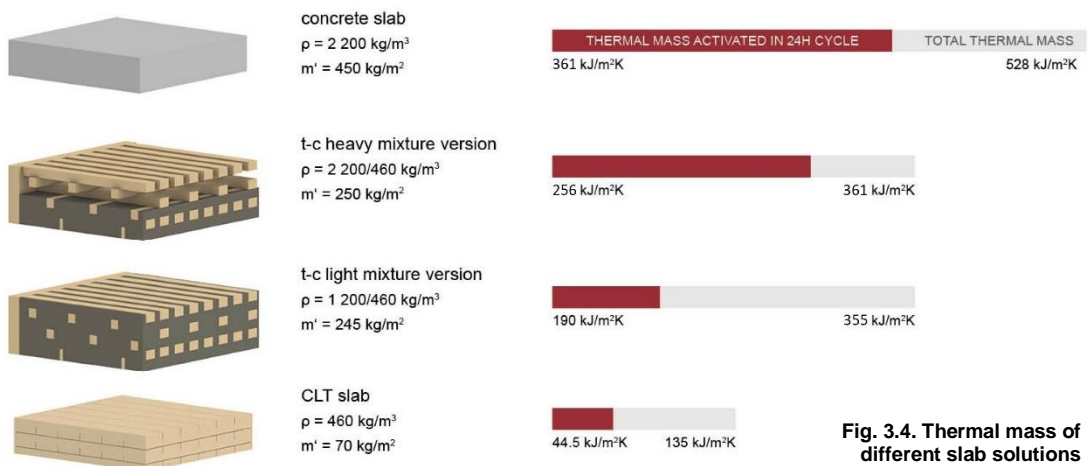 concrete slab
ρ = 2 200 kg/m³
m' = 450 kg/m²
THERMAL MASS ACTIVATED IN 24H CYCLE TOTAL THERMAL MASS
361 kJ/m²K 528 kJ/m²K
t-c heavy mixture version
ρ = 2 200/460 kg/m³
m' = 250 kg/m²
256 kJ/m²K 361 kJ/m²K
t-c light mixture version
ρ = 1 200/460 kg/m³
m' = 245 kg/m²
190 kJ/m²K 355 kJ/m²K
CLT slab
ρ = 460 kg/m³
m' = 70 kg/m²
44.5 kJ/m²K 135 kJ/m²K
Fig. 3.4. Thermal mass of
different slab solutions